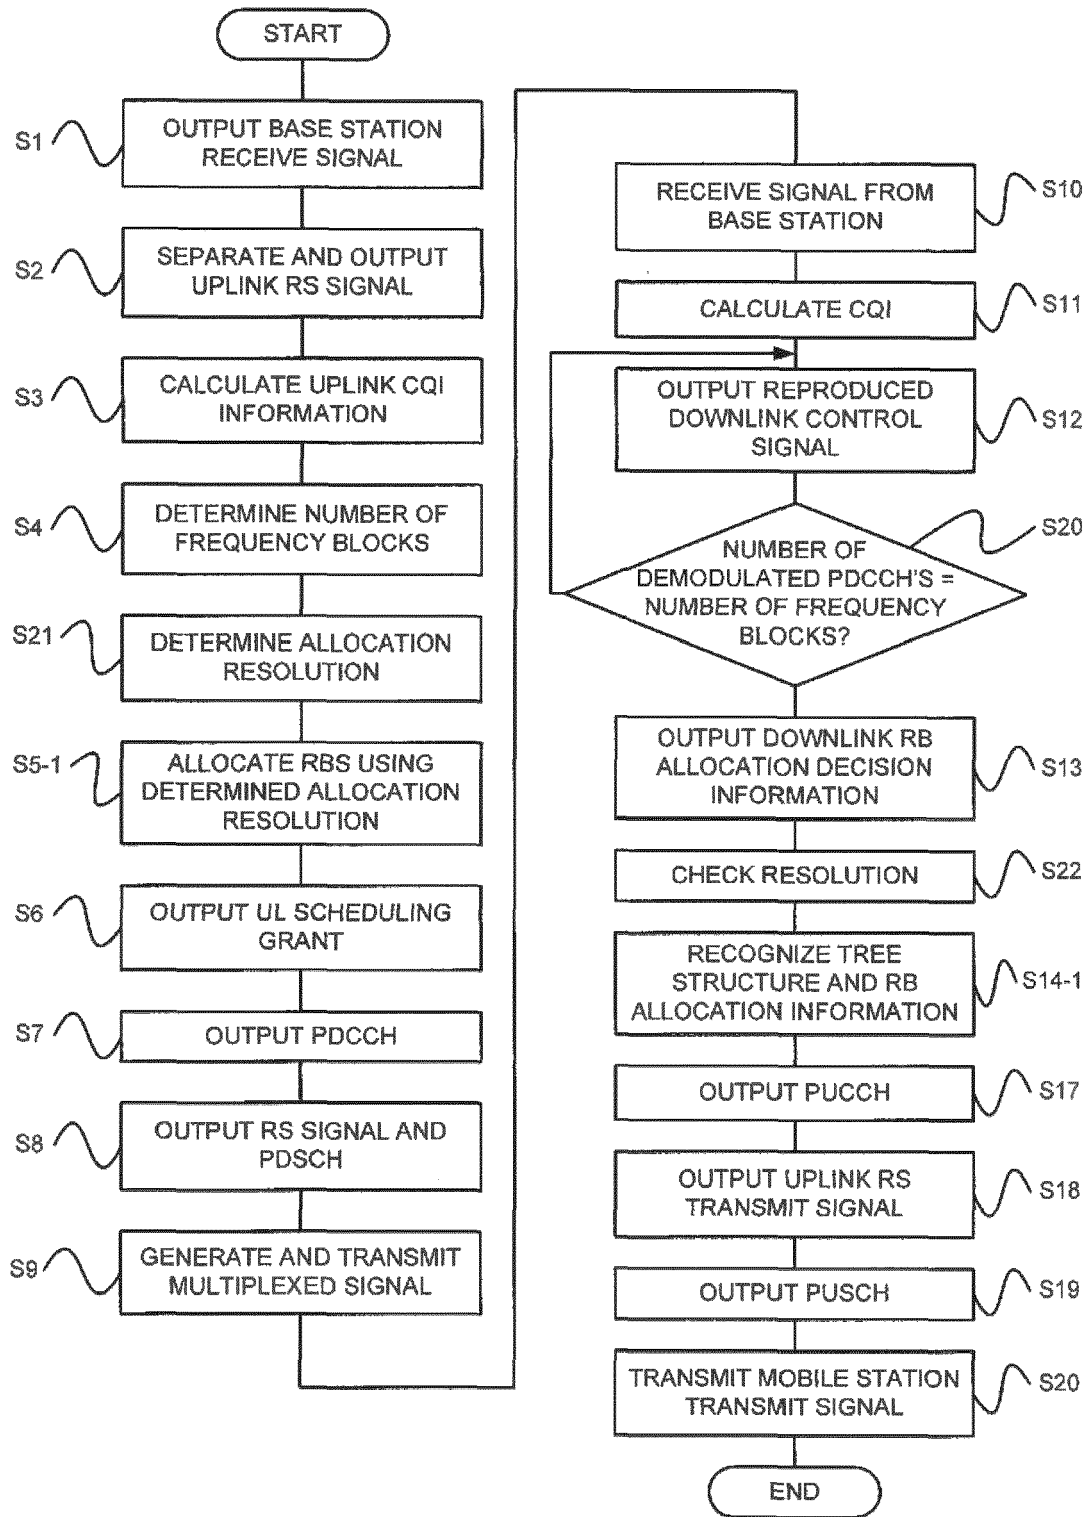 START
S1
OUTPUT BASE STATION
RECEIVE SIGNAL
S2
SEPARATE AND OUTPUT
UPLINK RS SIGNAL
S3
CALCULATE UPLINK CQI
INFORMATION
S4
DETERMINE NUMBER OF
FREQUENCY BLOCKS
S21
DETERMINE ALLOCATION
RESOLUTION
S5-1
ALLOCATE RBS USING
DETERMINED ALLOCATION
RESOLUTION
S6
OUTPUT UL SCHEDULING
GRANT
S7
OUTPUT PDCCH
S8
OUTPUT RS SIGNAL AND
PDSCH
S9
GENERATE AND TRANSMIT
MULTIPLEXED SIGNAL
RECEIVE SIGNAL FROM
BASE STATION
S10
CALCULATE CQI
S11
OUTPUT REPRODUCED
DOWNLINK CONTROL
SIGNAL
S12
NUMBER OF
DEMODULATED PDCCH'S =
NUMBER OF FREQUENCY
BLOCKS?
S20
OUTPUT DOWNLINK RB
ALLOCATION DECISION
INFORMATION
S13
CHECK RESOLUTION
S22
RECOGNIZE TREE
STRUCTURE AND RB
ALLOCATION INFORMATION
S14-1
OUTPUT PUCCH
S17
OUTPUT UPLINK RS
TRANSMIT SIGNAL
S18
OUTPUT PUSCH
S19
TRANSMIT MOBILE STATION
TRANSMIT SIGNAL
S20
END